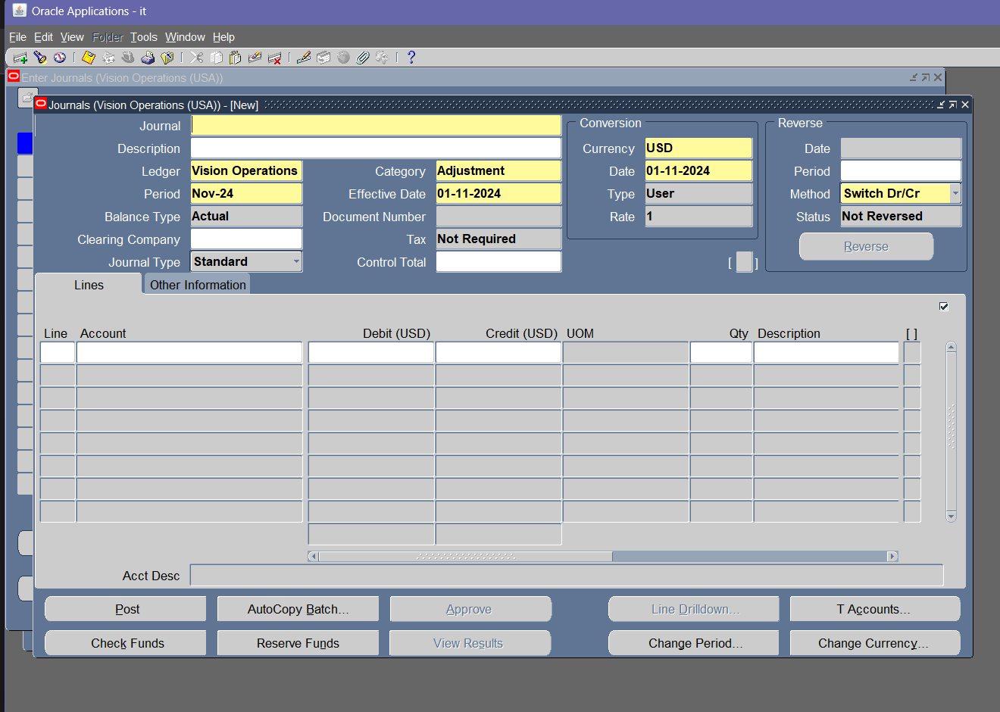 Oracle Applications - it
File Edit View Folder Tools Window Help
?
Enter Journals (Vision Operations (USA))
Journals (Vision Operations (USA)) - [New]
Journal
Description
Ledger Vision Operations Category Adjustment
Period Nov-24 Effective Date 01-11-2024
Balance Type Actual Document Number
Clearing Company Tax Not Required
Journal Type Standard Control Total
Conversion
Currency USD
Date 01-11-2024
Type User
Rate 1
Reverse
Date
Period
Method Switch Dr/Cr
Status Not Reversed
Reverse
[ ]
Lines Other Information
Line Account Debit (USD) Credit (USD) UOM Qty Description [ ]
Acct Desc
Post AutoCopy Batch... Approve Line Drilldown... T Accounts...
Check Funds Reserve Funds View Results Change Period... Change Currency...